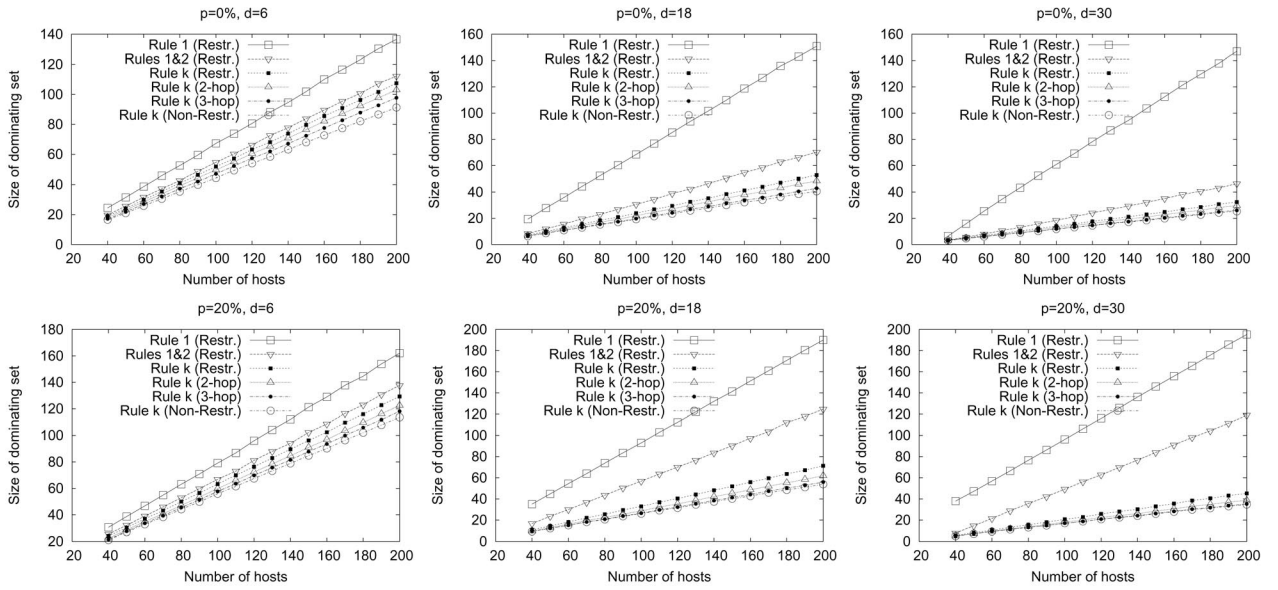 p=0%, d=6
Size of dominating set
140
120
100
80
60
40
20
0
Rule 1 (Restr.)
Rules 1&2 (Restr.)
Rule k (Restr.)
Rule k (2-hop)
Rule k (3-hop)
Rule k (Non-Restr.)
40 60 80 100 120 140 160 180 200
Number of hosts
p=0%, d=18
Size of dominating set
160
140
120
100
80
60
40
20
0
Rule 1 (Restr.)
Rules 1&2 (Restr.)
Rule k (Restr.)
Rule k (2-hop)
Rule k (3-hop)
Rule k (Non-Restr.)
40 60 80 100 120 140 160 180 200
Number of hosts
p=0%, d=30
Size of dominating set
160
140
120
100
80
60
40
20
0
Rule 1 (Restr.)
Rules 1&2 (Restr.)
Rule k (Restr.)
Rule k (2-hop)
Rule k (3-hop)
Rule k (Non-Restr.)
40 60 80 100 120 140 160 180 200
Number of hosts
p=20%, d=6
Size of dominating set
180
160
140
120
100
80
60
40
20
Rule 1 (Restr.)
Rules 1&2 (Restr.)
Rule k (Restr.)
Rule k (2-hop)
Rule k (3-hop)
Rule k (Non-Restr.)
40 60 80 100 120 140 160 180 200
Number of hosts
p=20%, d=18
Size of dominating set
200
180
160
140
120
100
80
60
40
20
0
Rule 1 (Restr.)
Rules 1&2 (Restr.)
Rule k (Restr.)
Rule k (2-hop)
Rule k (3-hop)
Rule k (Non-Restr.)
40 60 80 100 120 140 160 180 200
Number of hosts
p=20%, d=30
Size of dominating set
200
180
160
140
120
100
80
60
40
20
0
Rule 1 (Restr.)
Rules 1&2 (Restr.)
Rule k (Restr.)
Rule k (2-hop)
Rule k (3-hop)
Rule k (Non-Restr.)
40 60 80 100 120 140 160 180 200
Number of hosts